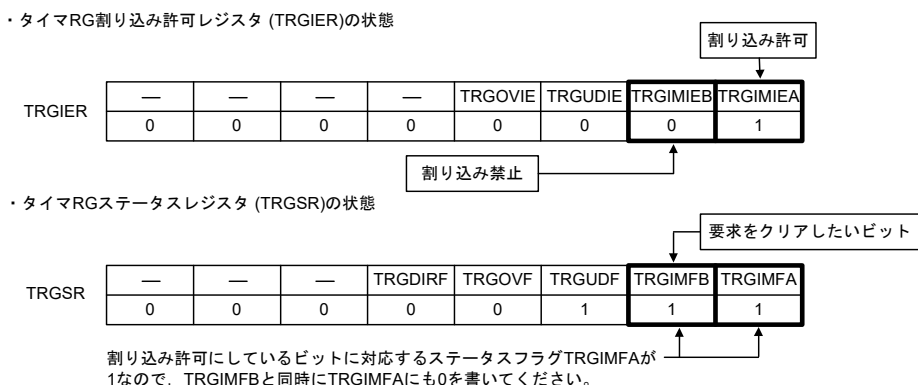 ・タイマRG割り込み許可レジスタ (TRGIER)の状態
割り込み許可
TRGIER
— — — — TRGOVIE TRGUDIE TRGIMIEB TRGIMIEA
0 0 0 0 0 0 0 1
割り込み禁止
・タイマRGステータスレジスタ (TRGSR)の状態
要求をクリアしたいビット
TRGSR
— — — TRGDIRF TRGOVF TRGUDF TRGIMFB TRGIMFA
0 0 0 0 0 1 1 1
割り込み許可にしているビットに対応するステータスフラグTRGIMFAが
1なので，TRGIMFBと同時にTRGIMFAにも0を書いてください。